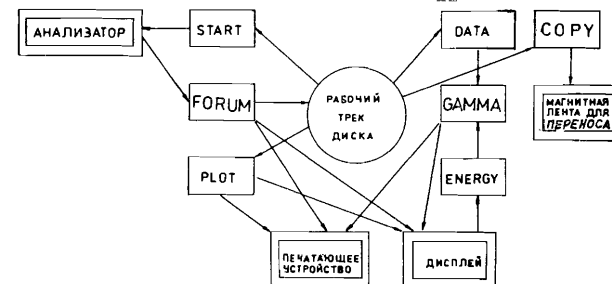 АНАЛИЗАТОР
START
DATA
COPY
FORUM
РАБОЧИЙ
ТРЕК
ДИСКА
GAMMA
МАГНИТНАЯ
ЛЕНТА ДЛЯ
ПЕРЕНОСА
PLOT
ENERGY
ПЕЧАТАЮЩЕЕ
УСТРОЙСТВО
ДИСПЛЕЙ